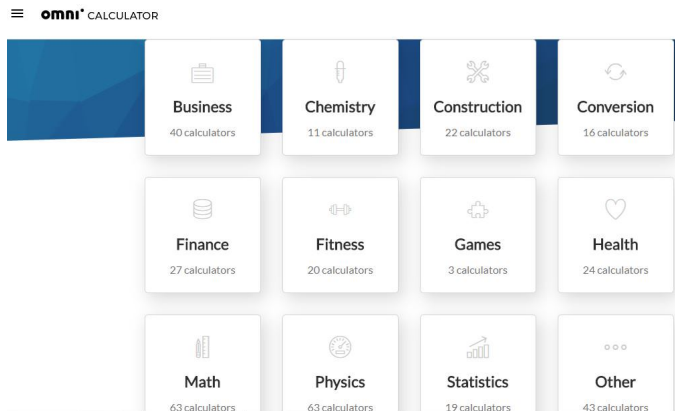 omni CALCULATOR
Business
40 calculators
Chemistry
11 calculators
Construction
22 calculators
Conversion
16 calculators
Finance
27 calculators
Fitness
20 calculators
Games
3 calculators
Health
24 calculators
Math
63 calculators
Physics
63 calculators
Statistics
19 calculators
Other
43 calculators